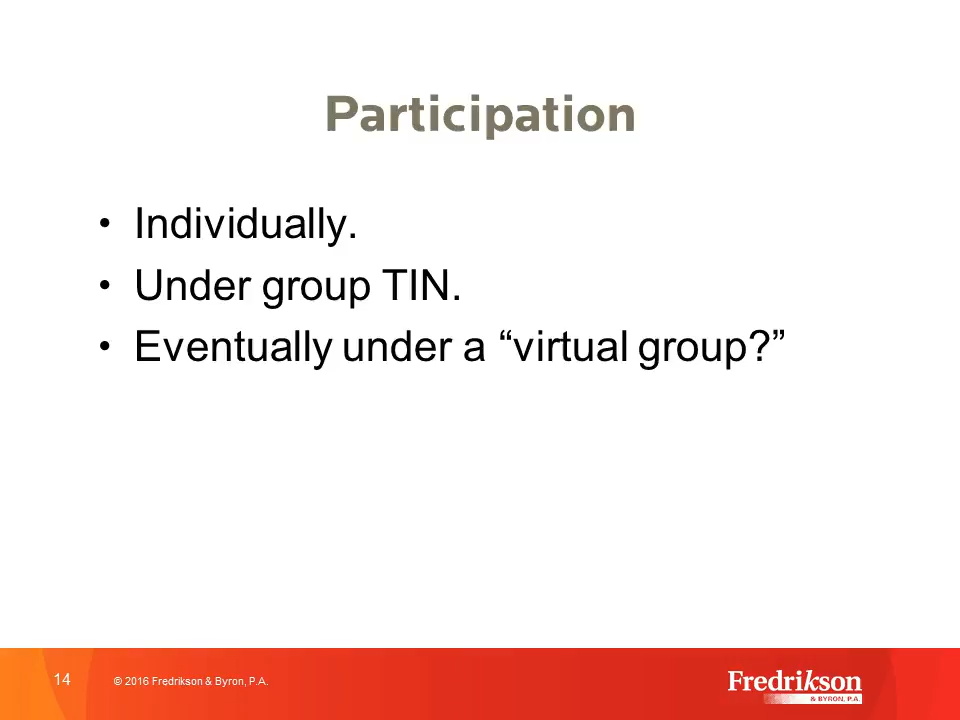 Participation
• Individually.
• Under group TIN.
• Eventually under a “virtual group?”
14
© 2016 Fredrikson & Byron, P.A.
Fredrikson
& BYRON, P.A.